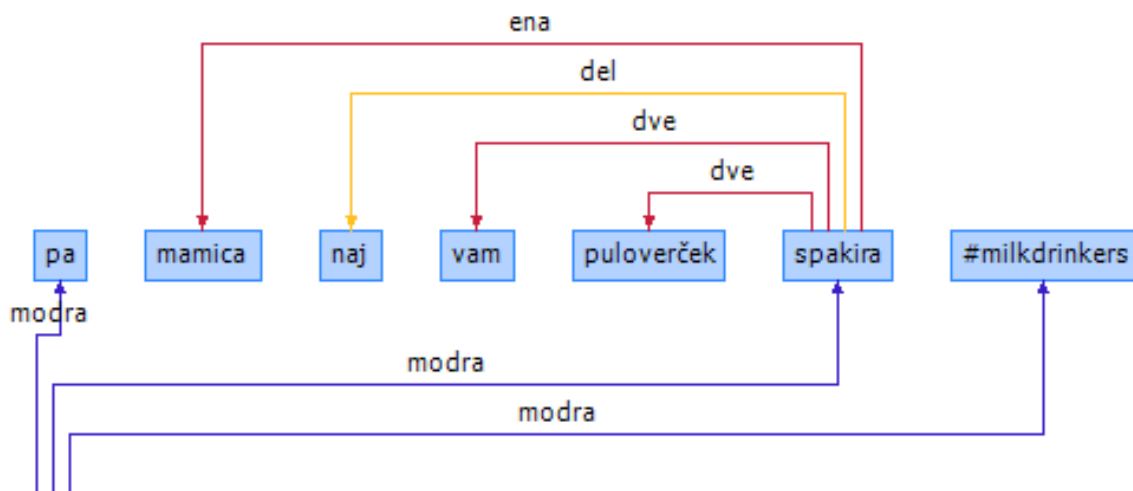 ena
del
dve
dve
pa mamica naj vam puloverček spakira #milkdrinkers
modra
modra
modra